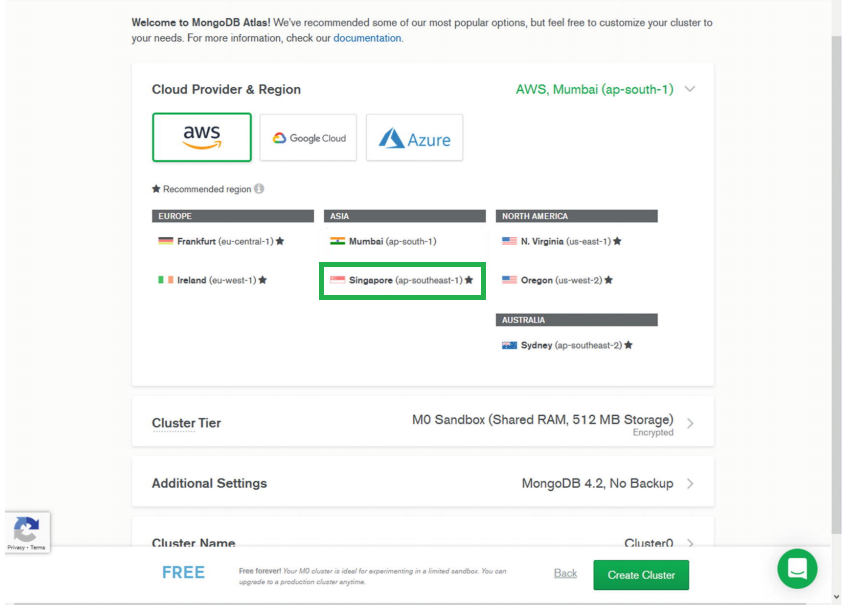 Welcome to MongoDB Atlas! We've recommended some of our most popular options, but feel free to customize your cluster to
your needs. For more information, check our documentation.
Cloud Provider & Region
AWS, Mumbai (ap-south-1)
aws
Google Cloud
Azure
★ Recommended region
EUROPE
ASIA
NORTH AMERICA
Frankfurt (eu-central-1) ★
Mumbai (ap-south-1)
N. Virginia (us-east-1) ★
Ireland (eu-west-1) ★
Singapore (ap-southeast-1) ★
Oregon (us-west-2) ★
AUSTRALIA
Sydney (ap-southeast-2) ★
Cluster Tier
M0 Sandbox (Shared RAM, 512 MB Storage)
Encrypted
Additional Settings
MongoDB 4.2, No Backup
Cluster Name
Cluster0
Privacy - Terms
FREE
Free forever! Your M0 cluster is ideal for experimenting in a limited sandbox. You can
upgrade to a production cluster anytime.
Back
Create Cluster